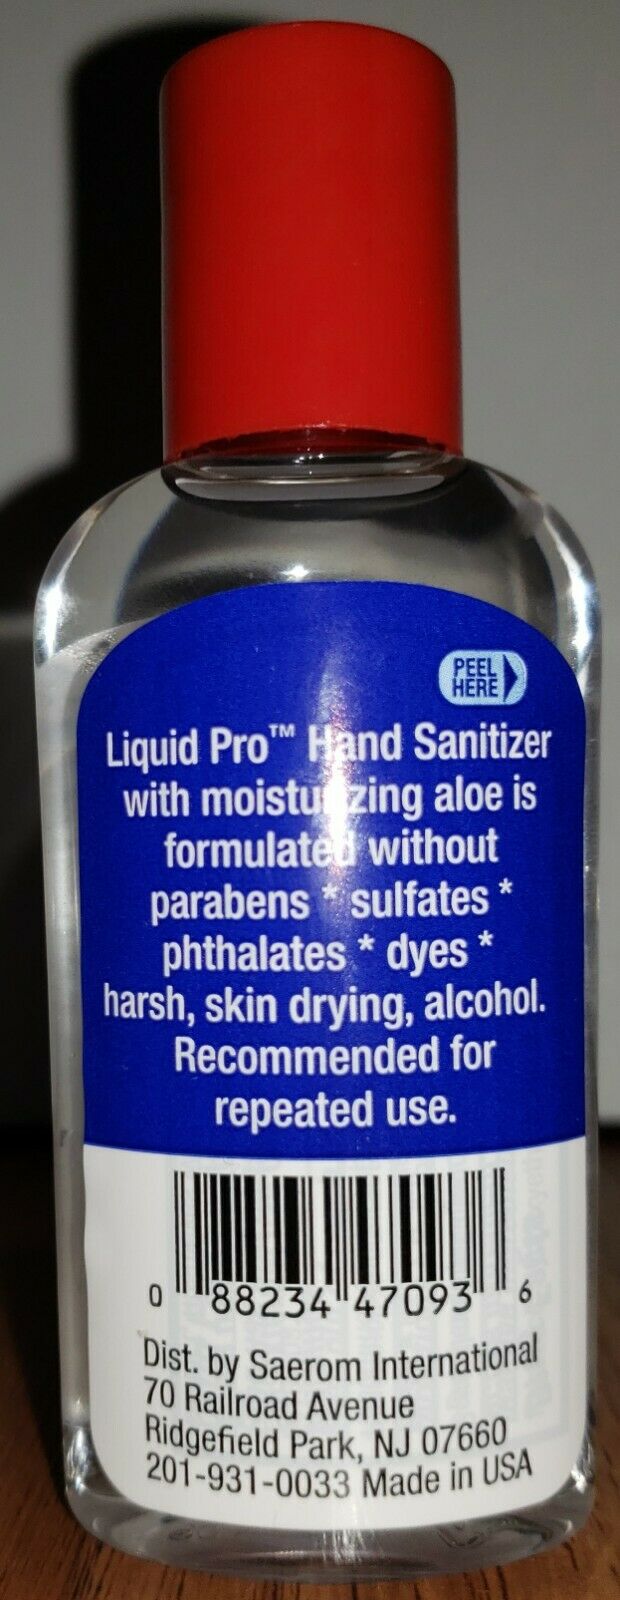 PEEL
HERE
Liquid Pro™ Hand Sanitizer
with moisturizing aloe is
formulated without
parabens * sulfates *
phthalates * dyes *
harsh, skin drying, alcohol.
Recommended for
repeated use.
0 88234 47093 6
Dist. by Saerom International
70 Railroad Avenue
Ridgefield Park, NJ 07660
201-931-0033 Made in USA